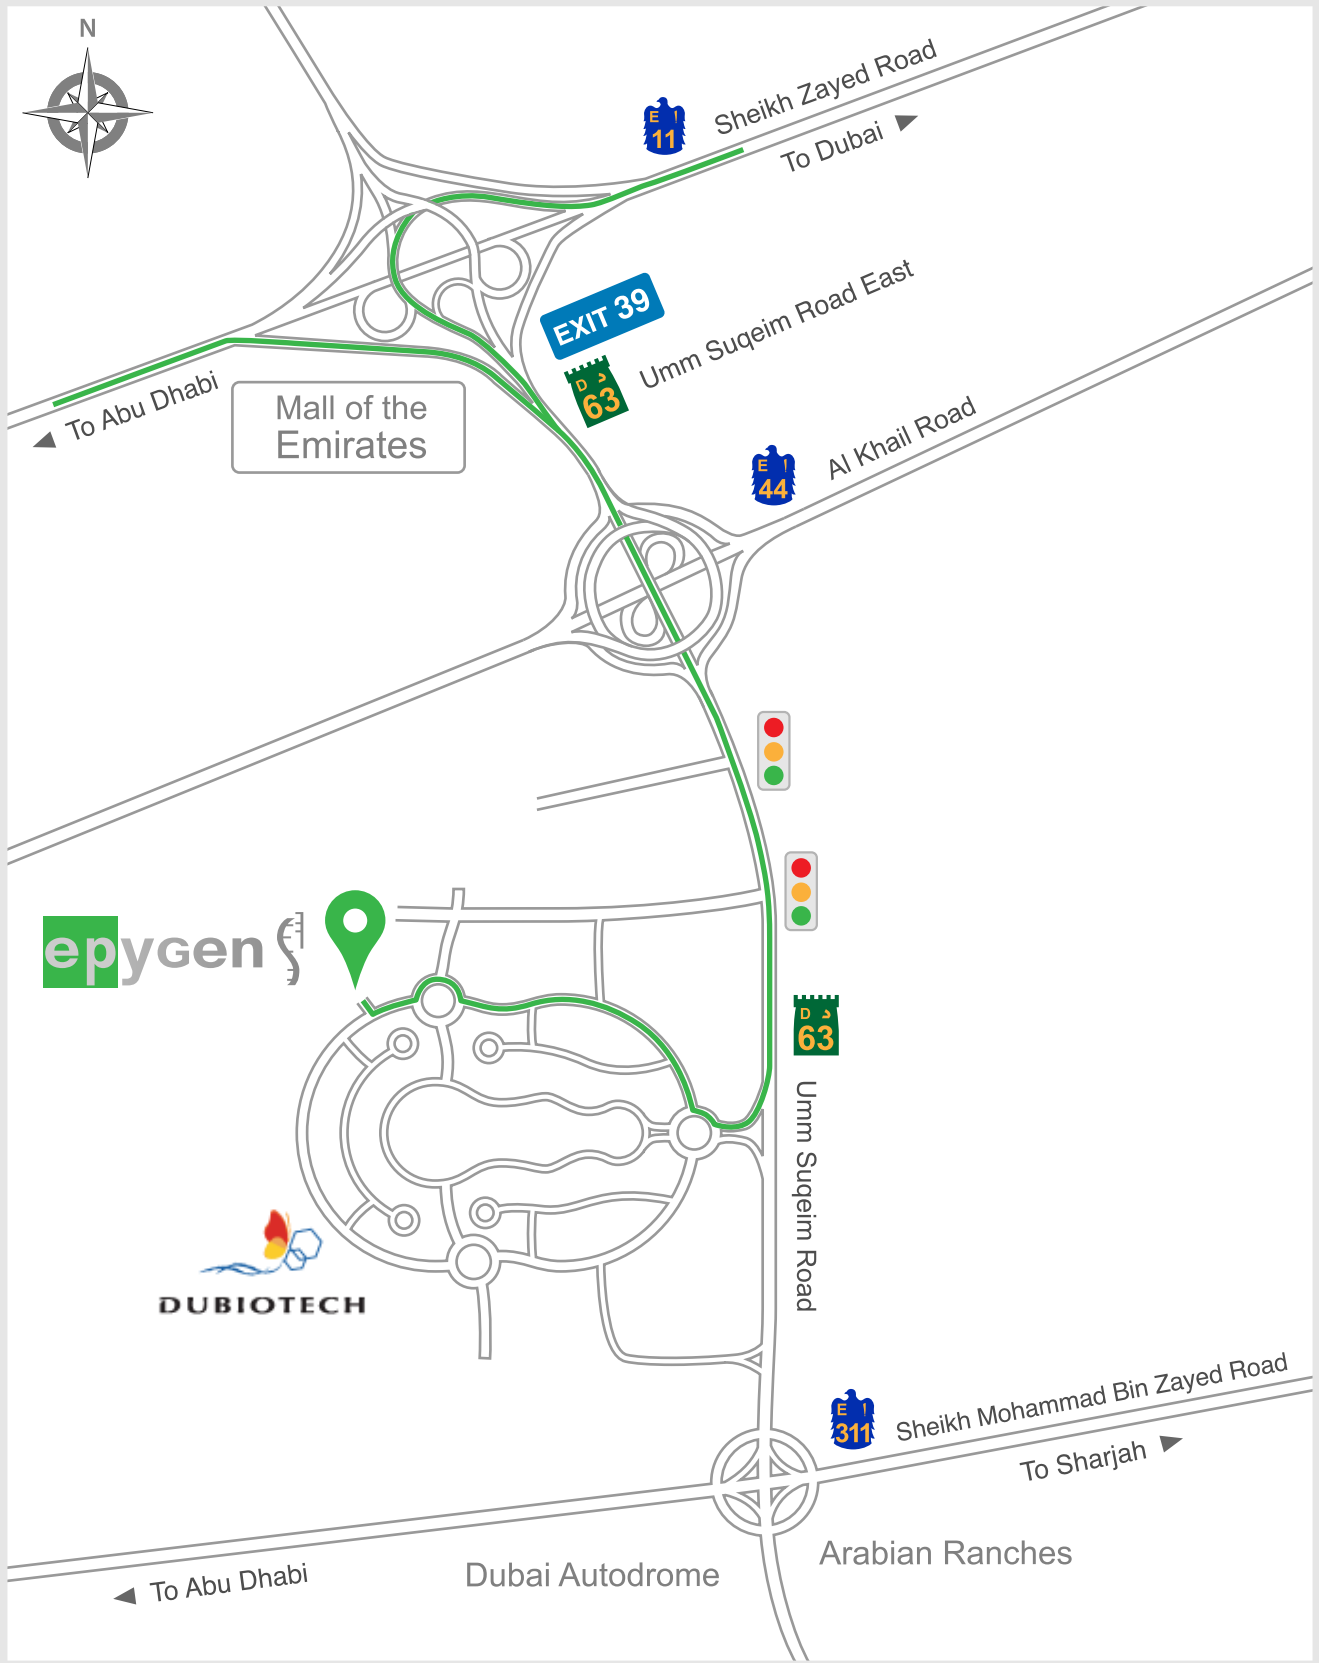 N
Sheikh Zayed Road
E
11
To Dubai
EXIT 39
Umm Suqeim Road East
D
63
To Abu Dhabi
Mall of the
Emirates
Al Khail Road
E
44
epygen
D
63
Umm Suqeim Road
DUBIOTECH
E
311
Sheikh Mohammad Bin Zayed Road
To Sharjah
Arabian Ranches
Dubai Autodrome
To Abu Dhabi